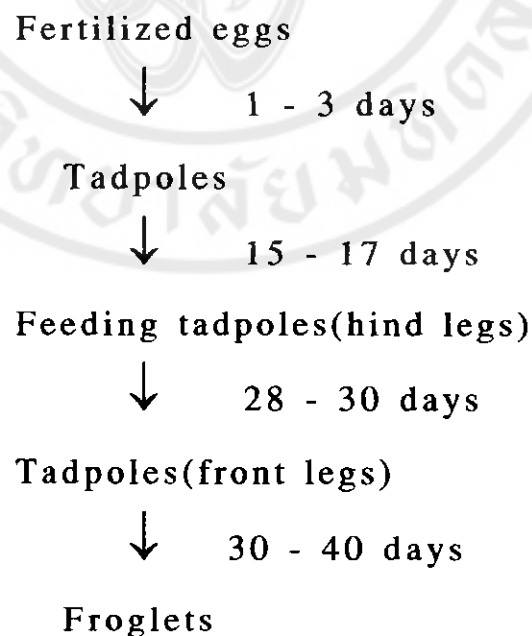 Fertilized eggs
↓ 1 - 3 days
Tadpoles
↓ 15 - 17 days
Feeding tadpoles(hind legs)
↓ 28 - 30 days
Tadpoles(front legs)
↓ 30 - 40 days
Froglets